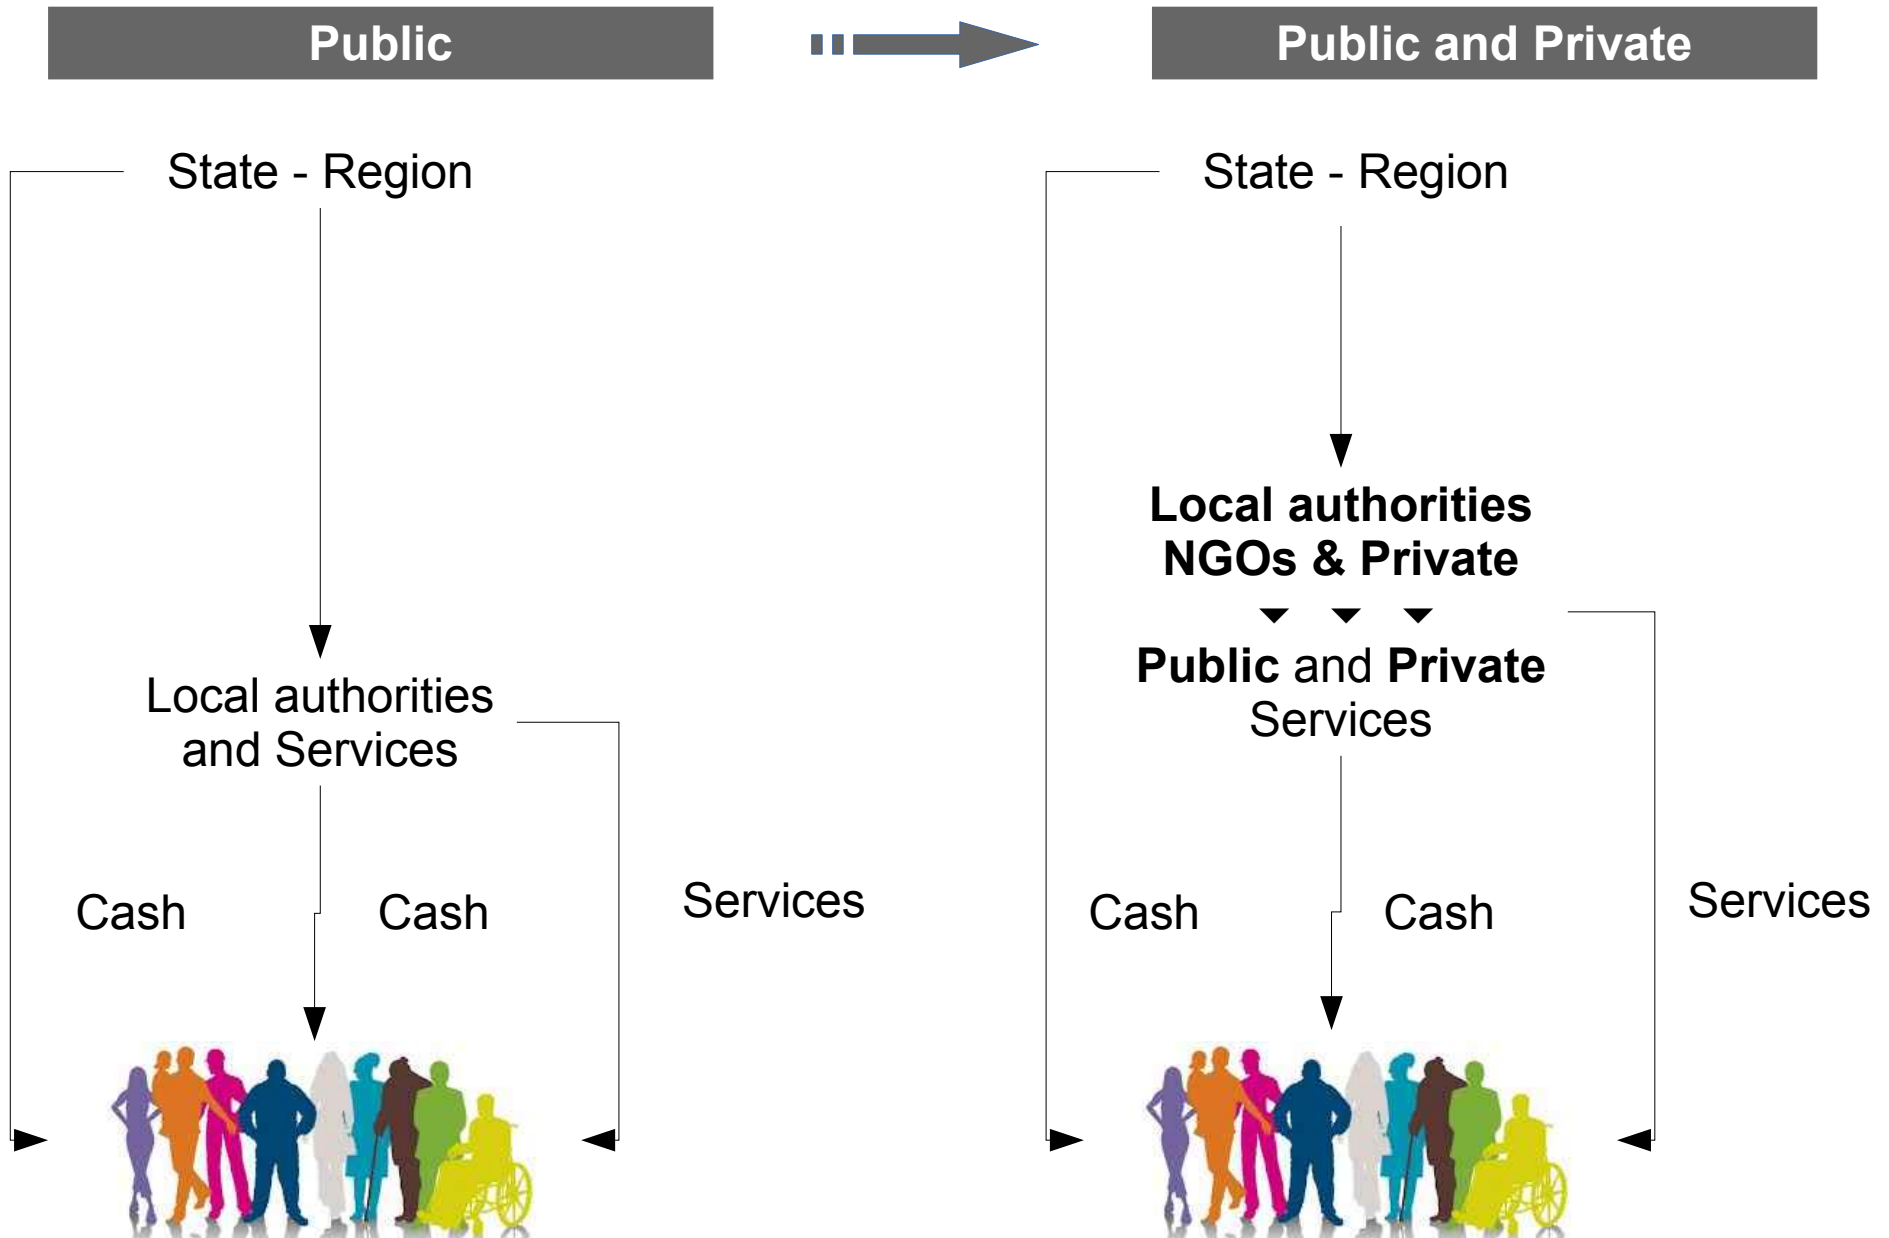 Public
State - Region
Local authorities
and Services
Cash
Cash
Services
Public and Private
State - Region
Local authorities
NGOs & Private
Public and Private
Services
Cash
Cash
Services